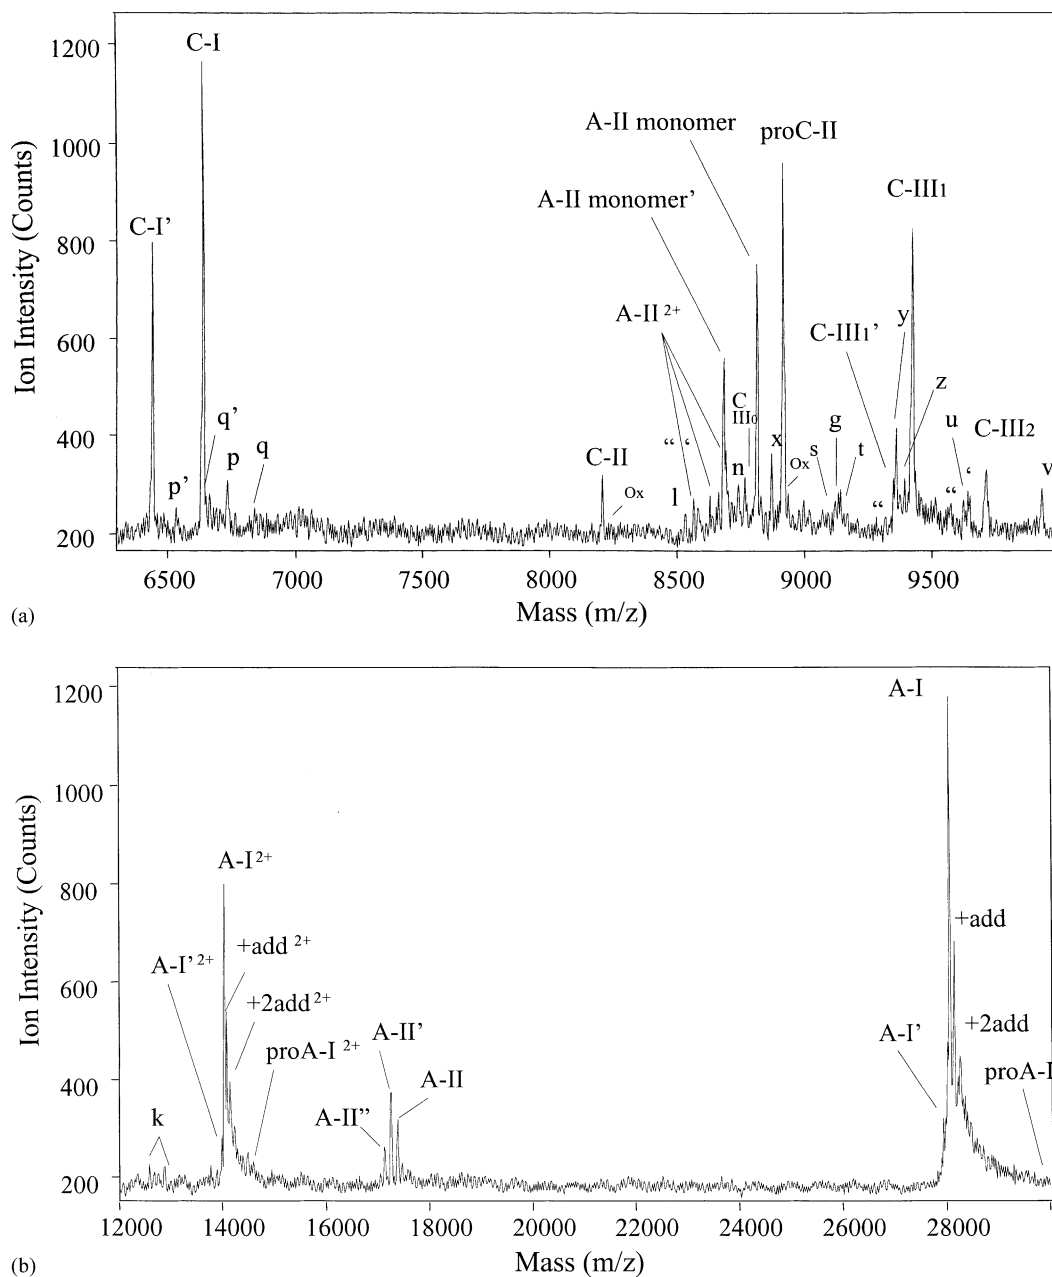 1200
1000
800
600
400
200
Ion Intensity (Counts)
C-I
C-I’
A-II monomer
proC-II
A-II monomer’
C-III1
A-II 2+
C-III1’
y
z
q’
p
q
p’
C-II
Ox
“ ‘
l
n
C
III0
x
Ox
s
g
t
“
u
“
‘
C-III2
v
6500 7000 7500 8000 8500 9000 9500
Mass (m/z)
(a)
1200
1000
800
600
400
200
Ion Intensity (Counts)
A-I
A-I 2+
+add 2+
A-I’ 2+
+2add 2+
proA-I 2+
k
A-II’
A-II
A-II”
+add
+2add
A-I’
proA-I
12000 14000 16000 18000 20000 22000 24000 26000 28000
Mass (m/z)
(b)